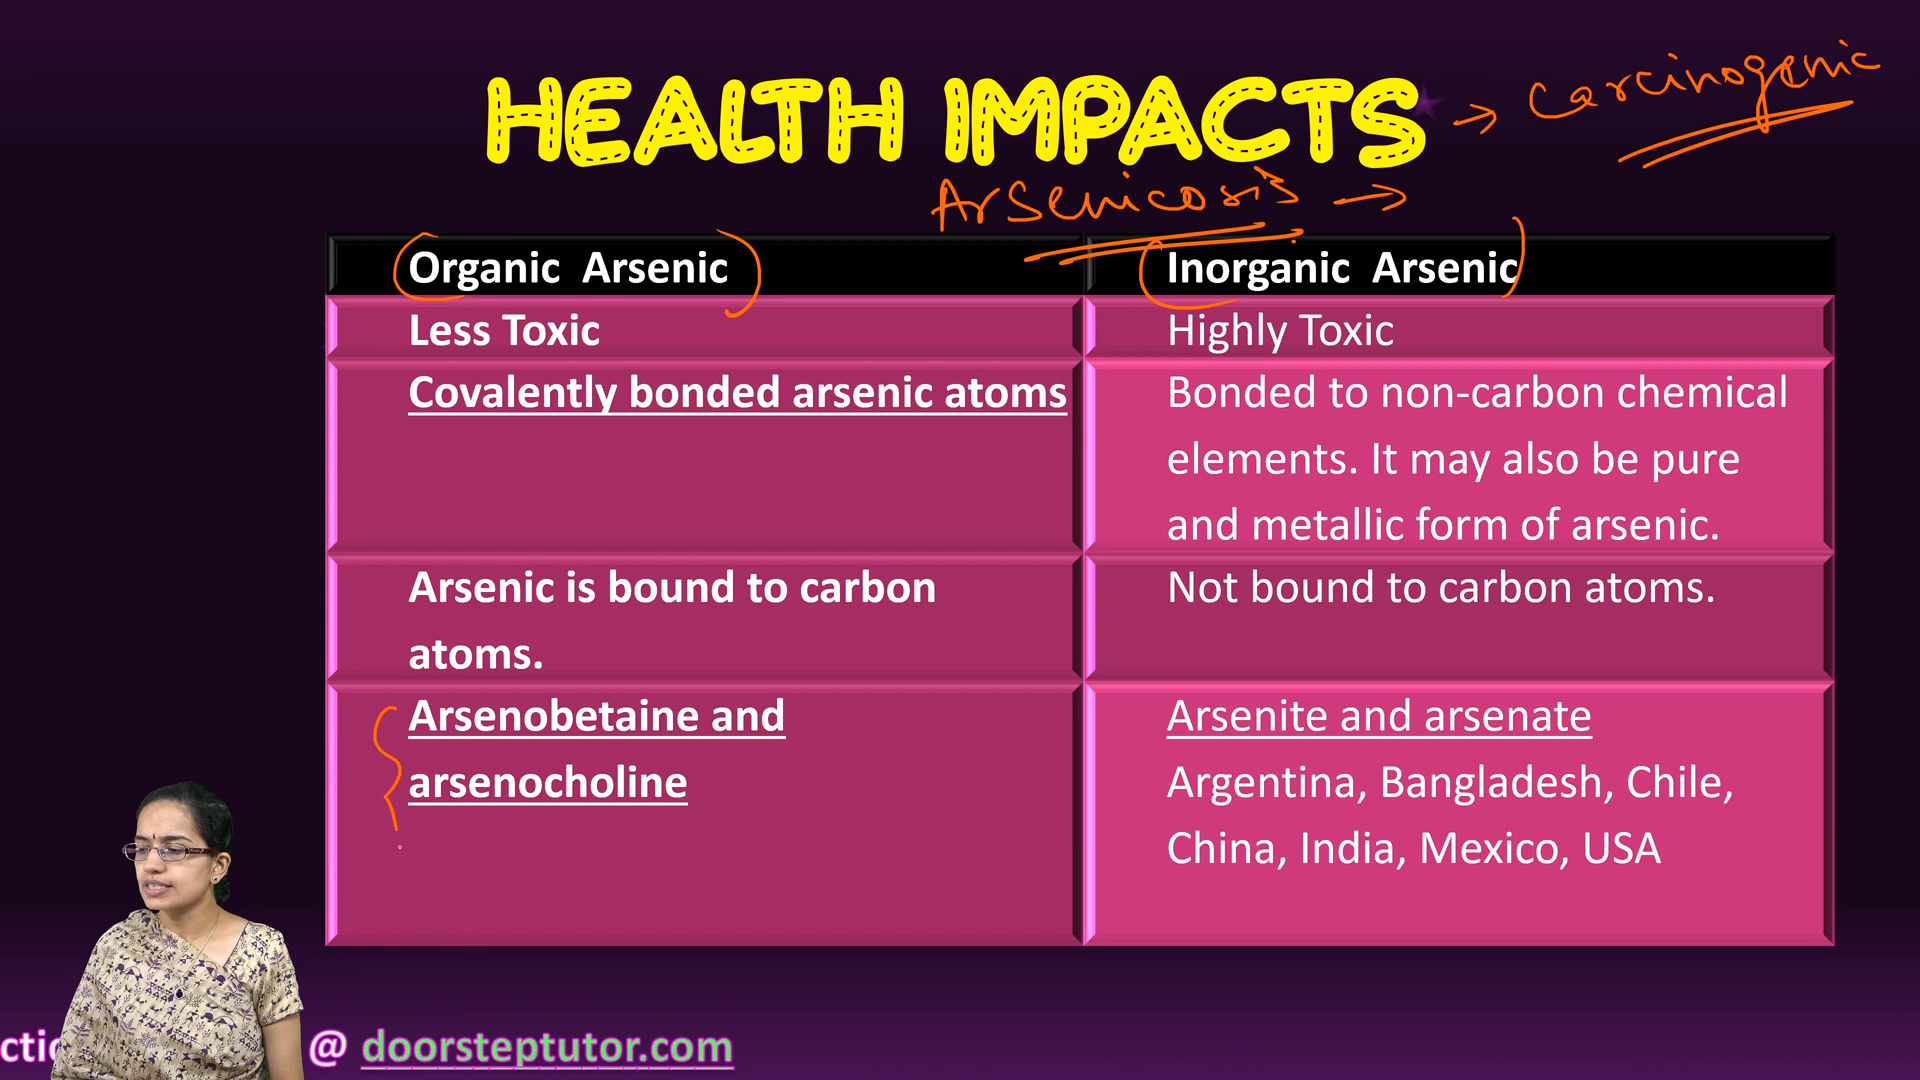 HEALTH IMPACTS → Carcinogenic
Arsenicosis →
Organic Arsenic
Inorganic Arsenic
Less Toxic
Highly Toxic
Covalently bonded arsenic atoms
Bonded to non-carbon chemical
elements. It may also be pure
and metallic form of arsenic.
Arsenic is bound to carbon
atoms.
Not bound to carbon atoms.
Arsenobetaine and
arsenocholine
Arsenite and arsenate
Argentina, Bangladesh, Chile,
China, India, Mexico, USA
@ doorsteptutor.com